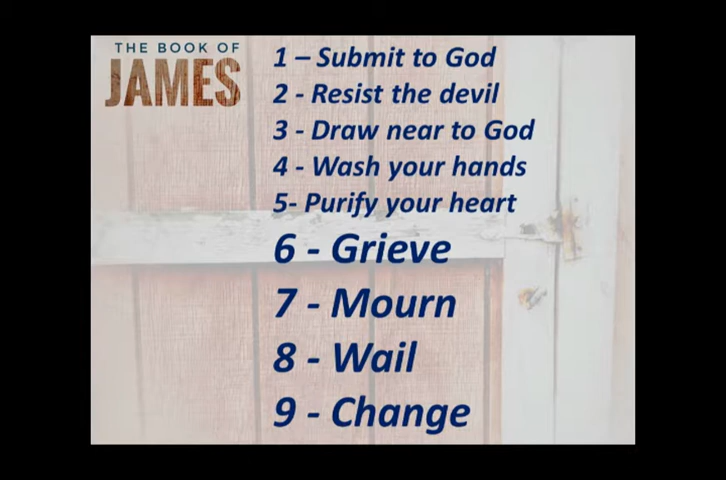 THE BOOK OF
JAMES
1 – Submit to God
2 - Resist the devil
3 - Draw near to God
4 - Wash your hands
5- Purify your heart
6 - Grieve
7 - Mourn
8 - Wail
9 - Change